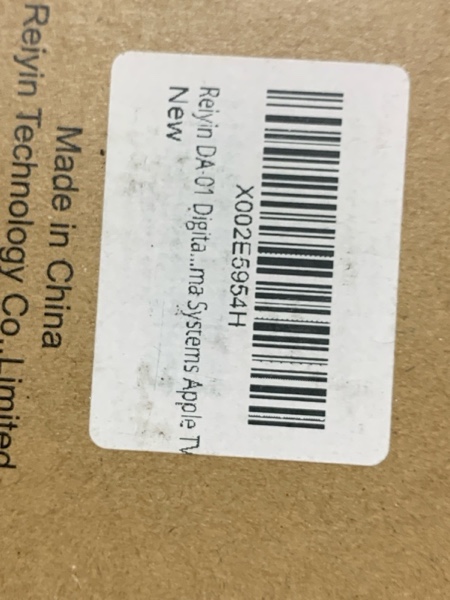 X002E5954H
Reiyin DA-01 Digita...ma Systems Apple TV
New
Made in China
Reiyin Technology Co.,Limited